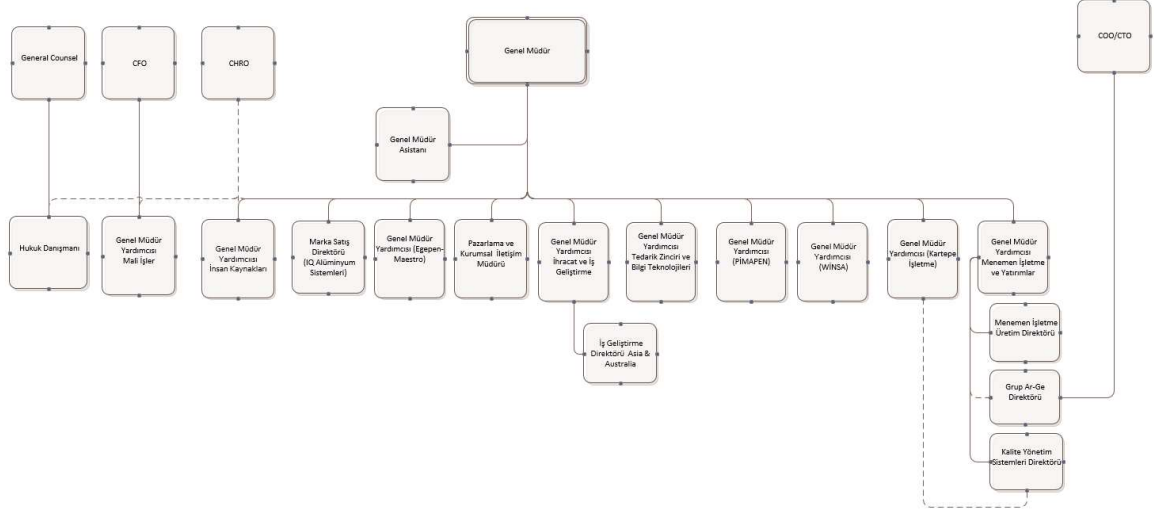 General Counsel
CFO
CHRO
Genel Müdür
COO/CTO
Genel Müdür
Asistanı
Hukuk Danışmanı
Genel Müdür
Yardımcısı
Mali İşler
Genel Müdür
Yardımcısı
İnsan Kaynakları
Marka Satış
Direktörü
(IQ Alüminyum
Sistemleri)
Genel Müdür
Yardımcısı (Egepen-
Maestro)
Pazarlama ve
Kurumsal İletişim
Müdürü
Genel Müdür
Yardımcısı
İhracat ve İş
Geliştirme
Genel Müdür
Yardımcısı
Tedarik Zinciri ve
Bilgi Teknolojileri
Genel Müdür
Yardımcısı
(PİMAPEN)
Genel Müdür
Yardımcısı
(WİNSA)
Genel Müdür
Yardımcısı (Kartepe
İşletme)
Genel Müdür
Yardımcısı
Menemen İşletme
ve Yatırımlar
İş Geliştirme
Direktörü Asia &
Australia
Menemen İşletme
Üretim Direktörü
Grup Ar-Ge
Direktörü
Kalite Yönetim
Sistemleri Direktörü